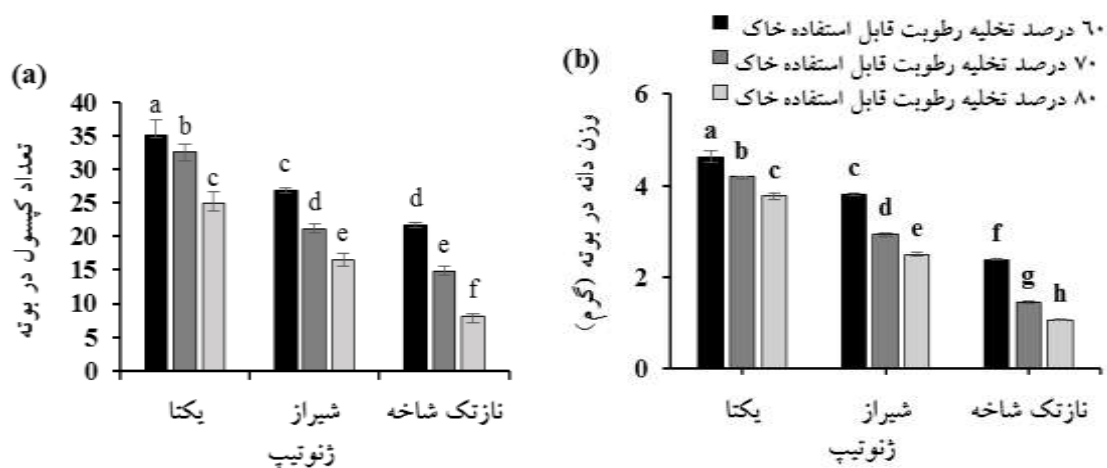 (a)
تعداد کپسول در بوته
40
35
30
25
20
15
10
5
0
a
b
c
c
d
e
d
e
f
یکتا
شیراز
نازتک شاخه
ژنوتیپ
۶۰ درصد تخلیه رطوبت قابل استفاده خاک
۷۰ درصد تخلیه رطوبت قابل استفاده خاک
۸۰ درصد تخلیه رطوبت قابل استفاده خاک
(b)
وزن دانه در بوته (گرم)
6
4
2
0
a
b
c
c
d
e
f
g
h
یکتا
شیراز
نازتک شاخه
ژنوتیپ